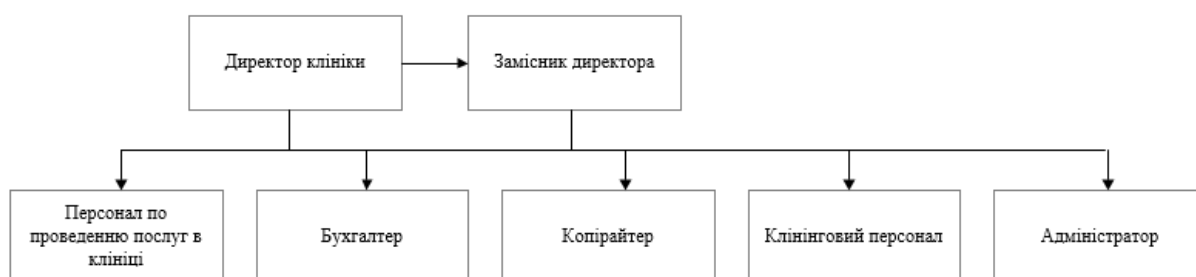 Директор клініки
Замісник директора
Персонал по
проведенню послуг в
клініці
Бухгалтер
Копірайтер
Клінінговий персонал
Адміністратор